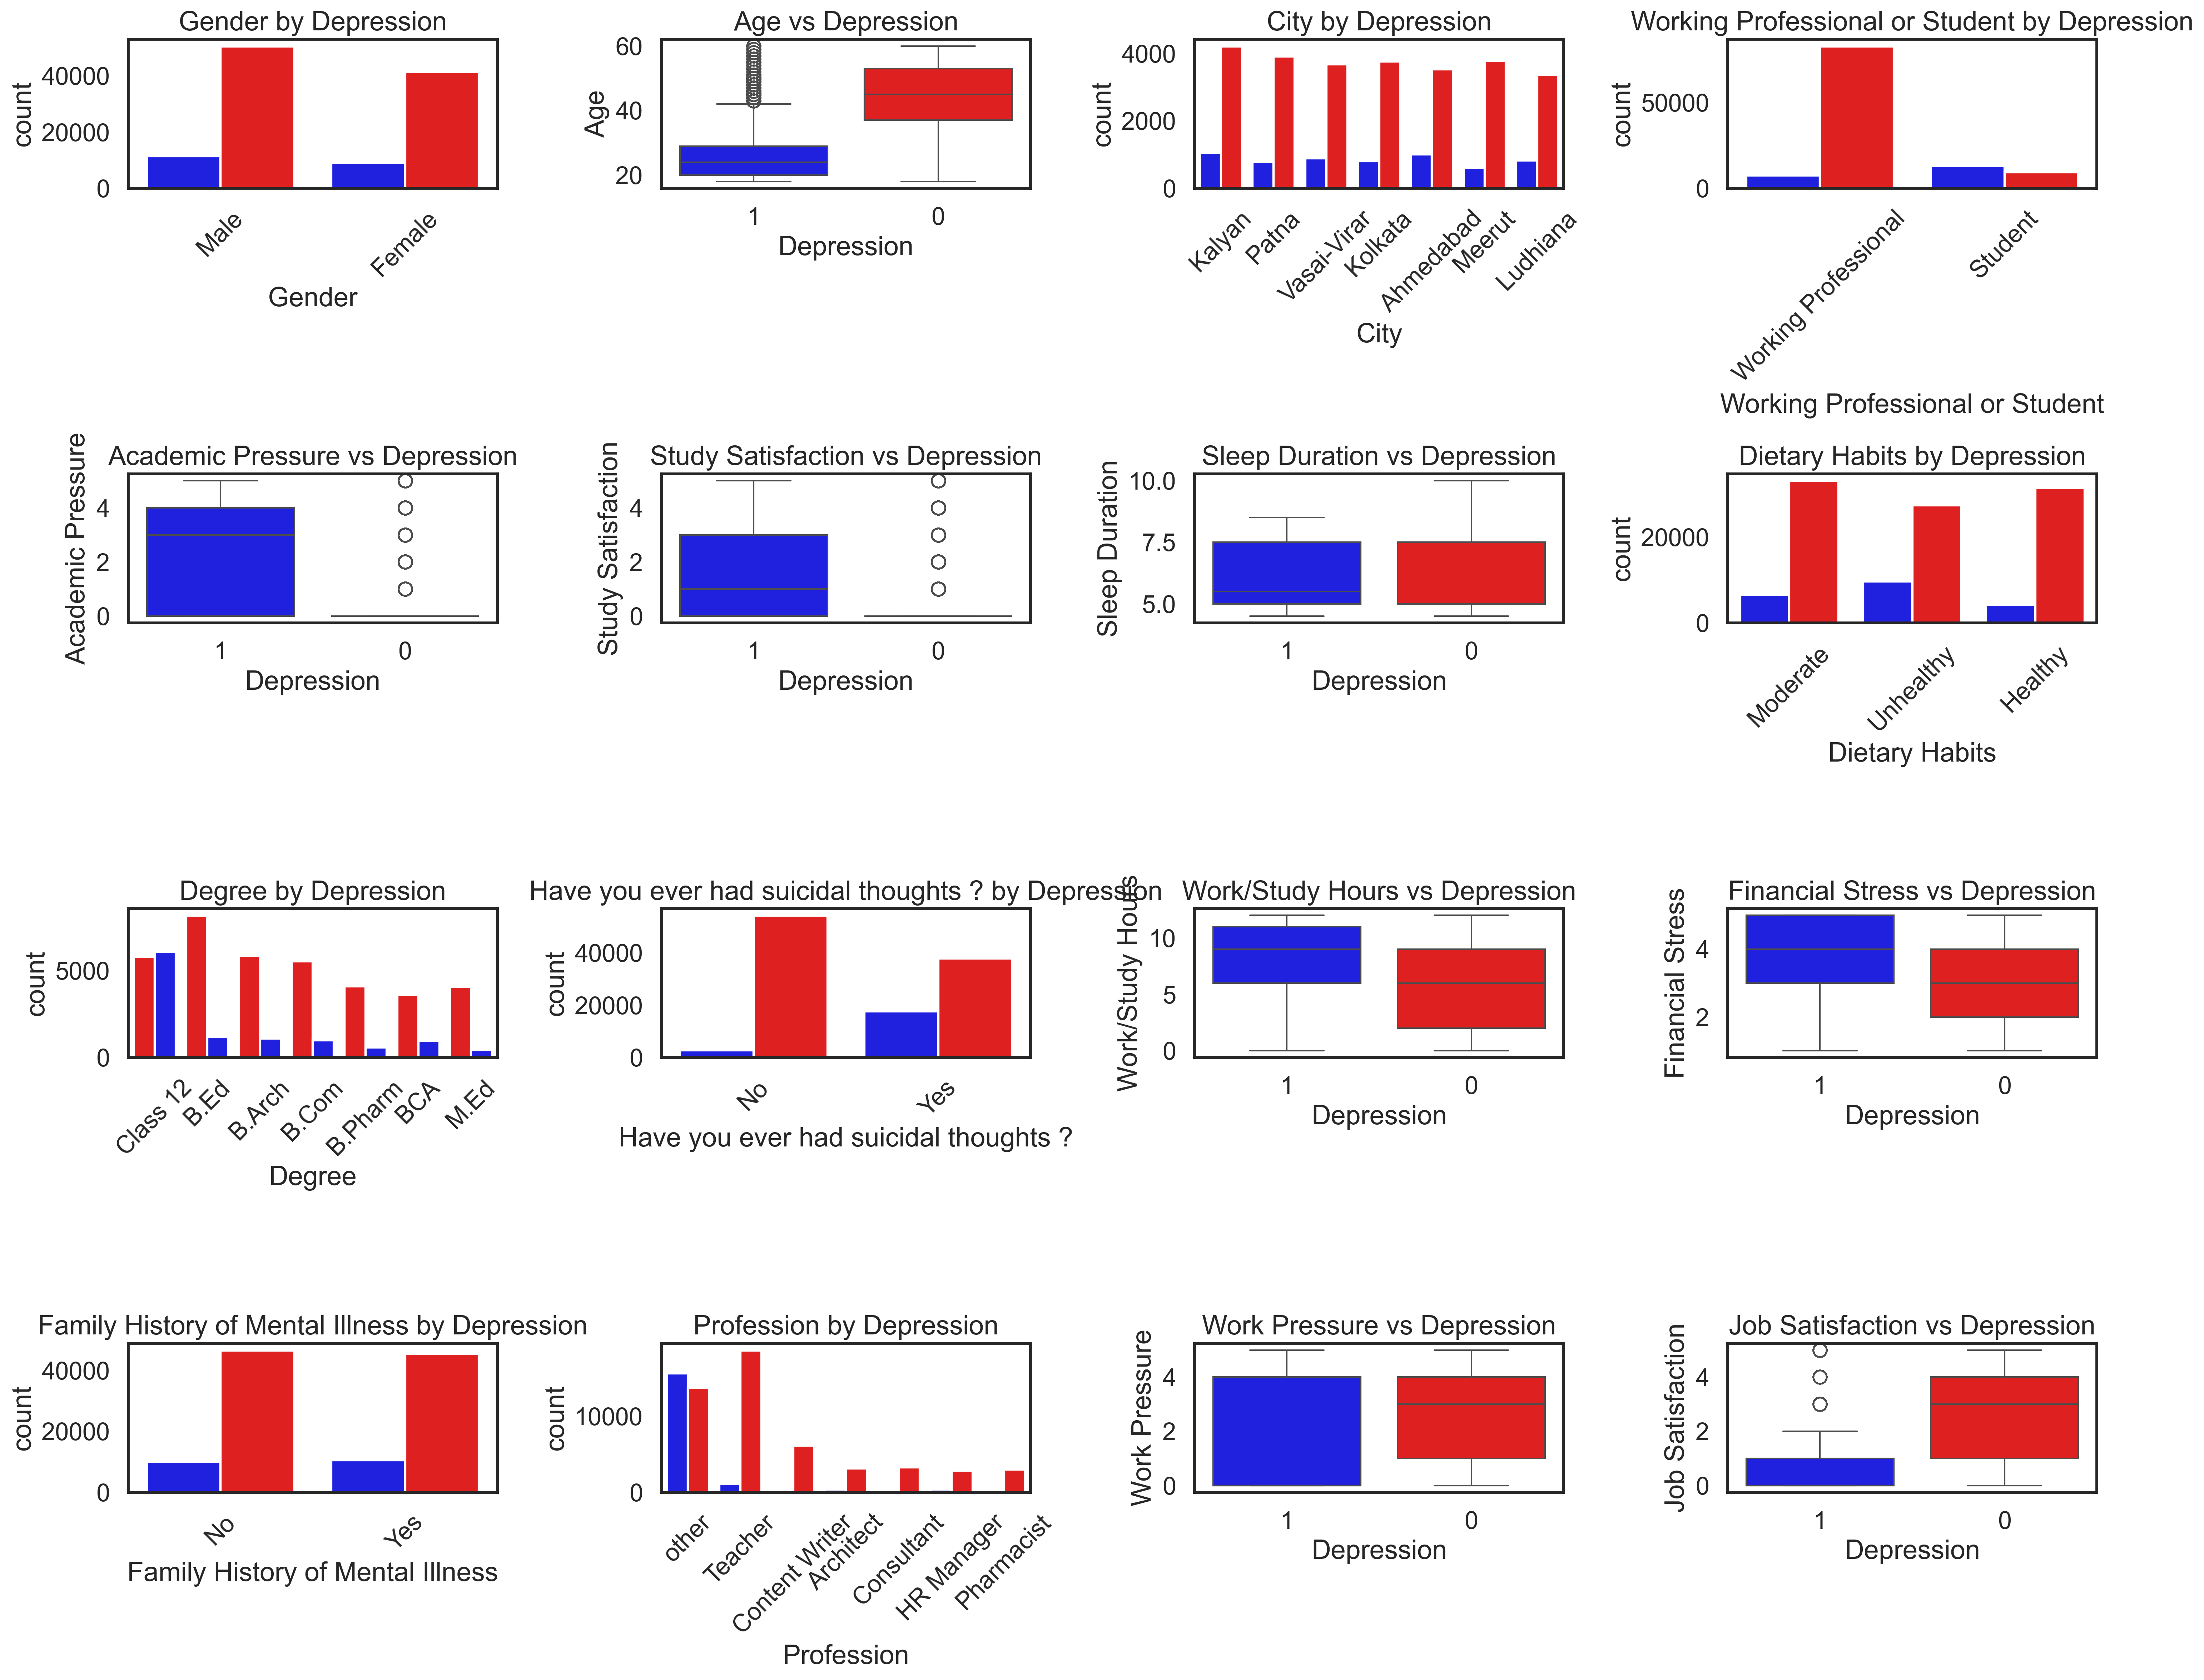 Gender by Depression
count
40000
20000
0
Male
Female
Gender
Age vs Depression
Age
60
40
20
1
0
Depression
City by Depression
count
4000
2000
0
Kalyan
Patna
Vasai-Virar
Kolkata
Ahmedabad
Meerut
Ludhiana
City
Working Professional or Student by Depression
count
50000
0
Working Professional
Student
Working Professional or Student
Academic Pressure vs Depression
Academic Pressure
4
2
0
1
0
Depression
Study Satisfaction vs Depression
Study Satisfaction
4
2
0
1
0
Depression
Sleep Duration vs Depression
Sleep Duration
10.0
7.5
5.0
1
0
Depression
Dietary Habits by Depression
count
20000
0
Moderate
Unhealthy
Healthy
Dietary Habits
Degree by Depression
count
5000
0
Class 12
B.Ed
B.Arch
B.Com
B.Pharm
BCA
M.Ed
Degree
Have you ever had suicidal thoughts ? by Depression
count
40000
20000
0
No
Yes
Have you ever had suicidal thoughts ?
Work/Study Hours vs Depression
Work/Study Hours
10
5
0
1
0
Depression
Financial Stress vs Depression
Financial Stress
4
2
1
0
Depression
Family History of Mental Illness by Depression
count
40000
20000
0
No
Yes
Family History of Mental Illness
Profession by Depression
count
10000
0
other
Teacher
Content Writer
Architect
Consultant
HR Manager
Pharmacist
Profession
Work Pressure vs Depression
Work Pressure
4
2
0
1
0
Depression
Job Satisfaction vs Depression
Job Satisfaction
4
2
0
1
0
Depression